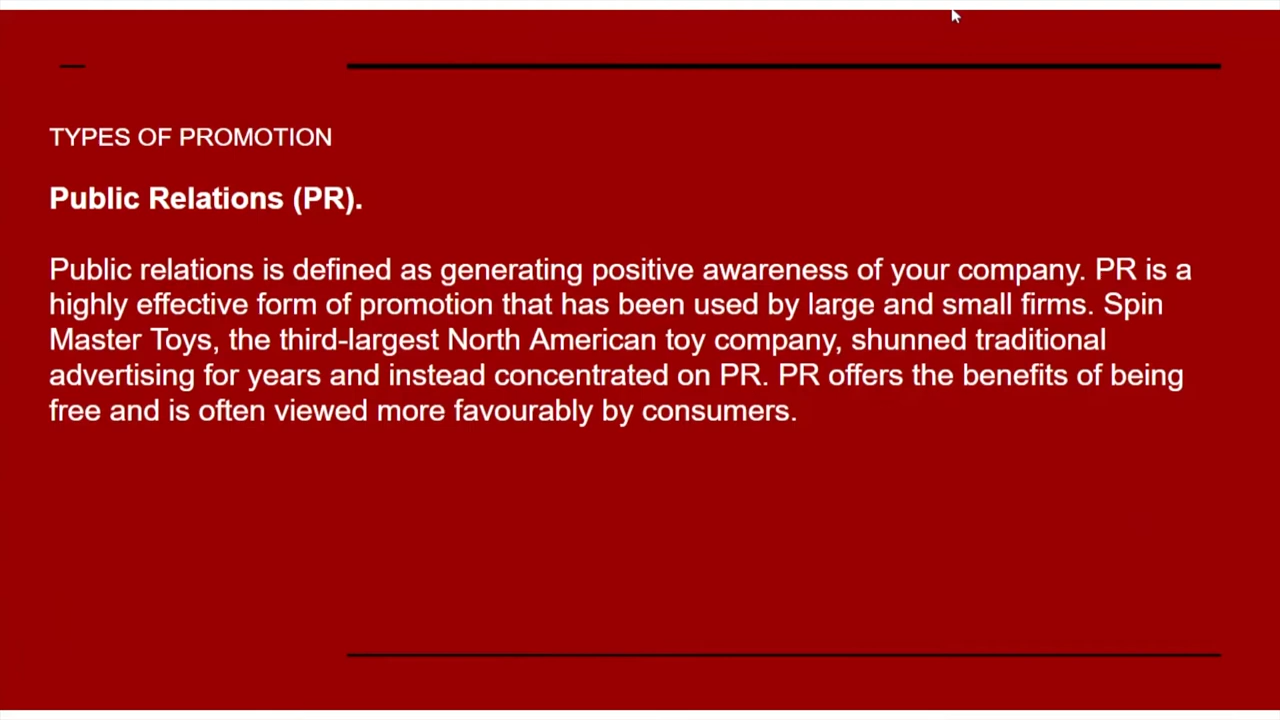 TYPES OF PROMOTION
Public Relations (PR).
Public relations is defined as generating positive awareness of your company. PR is a
highly effective form of promotion that has been used by large and small firms. Spin
Master Toys, the third-largest North American toy company, shunned traditional
advertising for years and instead concentrated on PR. PR offers the benefits of being
free and is often viewed more favourably by consumers.